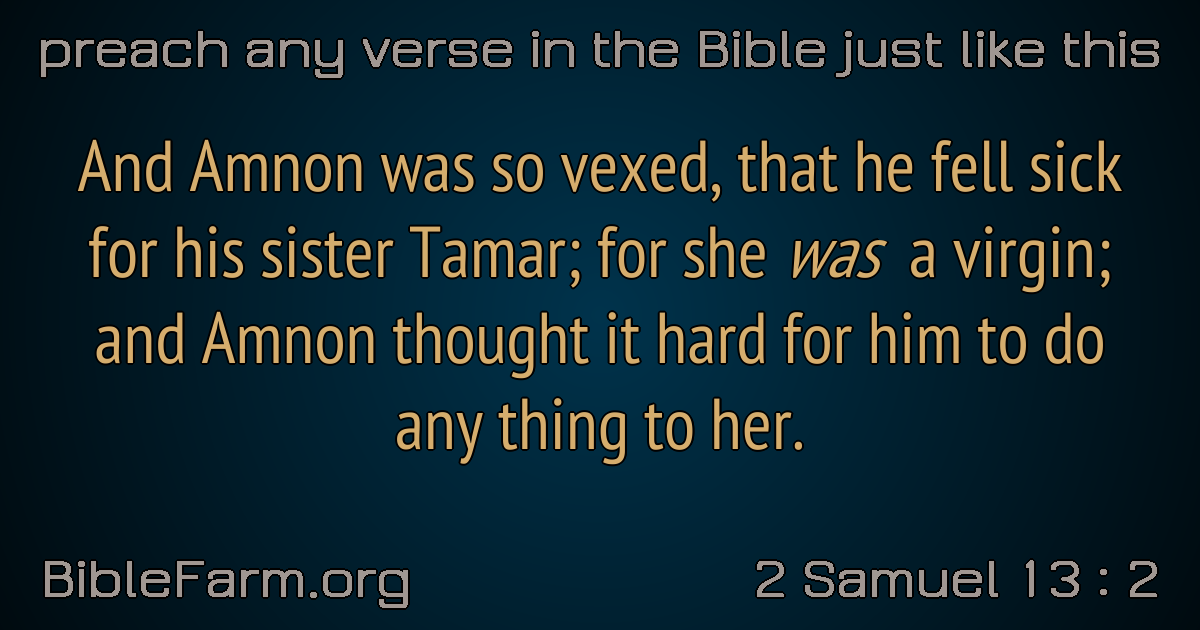 preach any verse in the Bible just like this
And Amnon was so vexed, that he fell sick
for his sister Tamar; for she was a virgin;
and Amnon thought it hard for him to do
any thing to her.
BibleFarm.org
2 Samuel 13 : 2